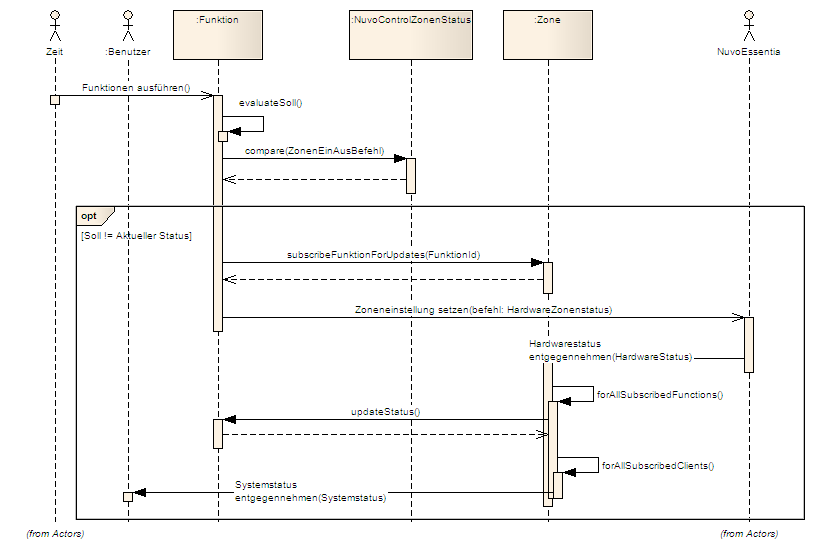 :Funktion
:NuvoControlZonenStatus
:Zone
Zeit
:Benutzer
NuvoEssentia
Funktionen ausführen()
evaluateSoll()
compare(ZonenEinAusBefehl)
opt
[Soll != Aktueller Status]
subscribeFunktionForUpdates(FunktionId)
Zoneneinstellung setzen(befehl: HardwareZonenstatus)
Hardwarestatus
entgegennehmen(HardwareStatus)
forAllSubscribedFunctions()
updateStatus()
forAllSubscribedClients()
Systemstatus
entgegennehmen(Systemstatus)
(from Actors)
(from Actors)